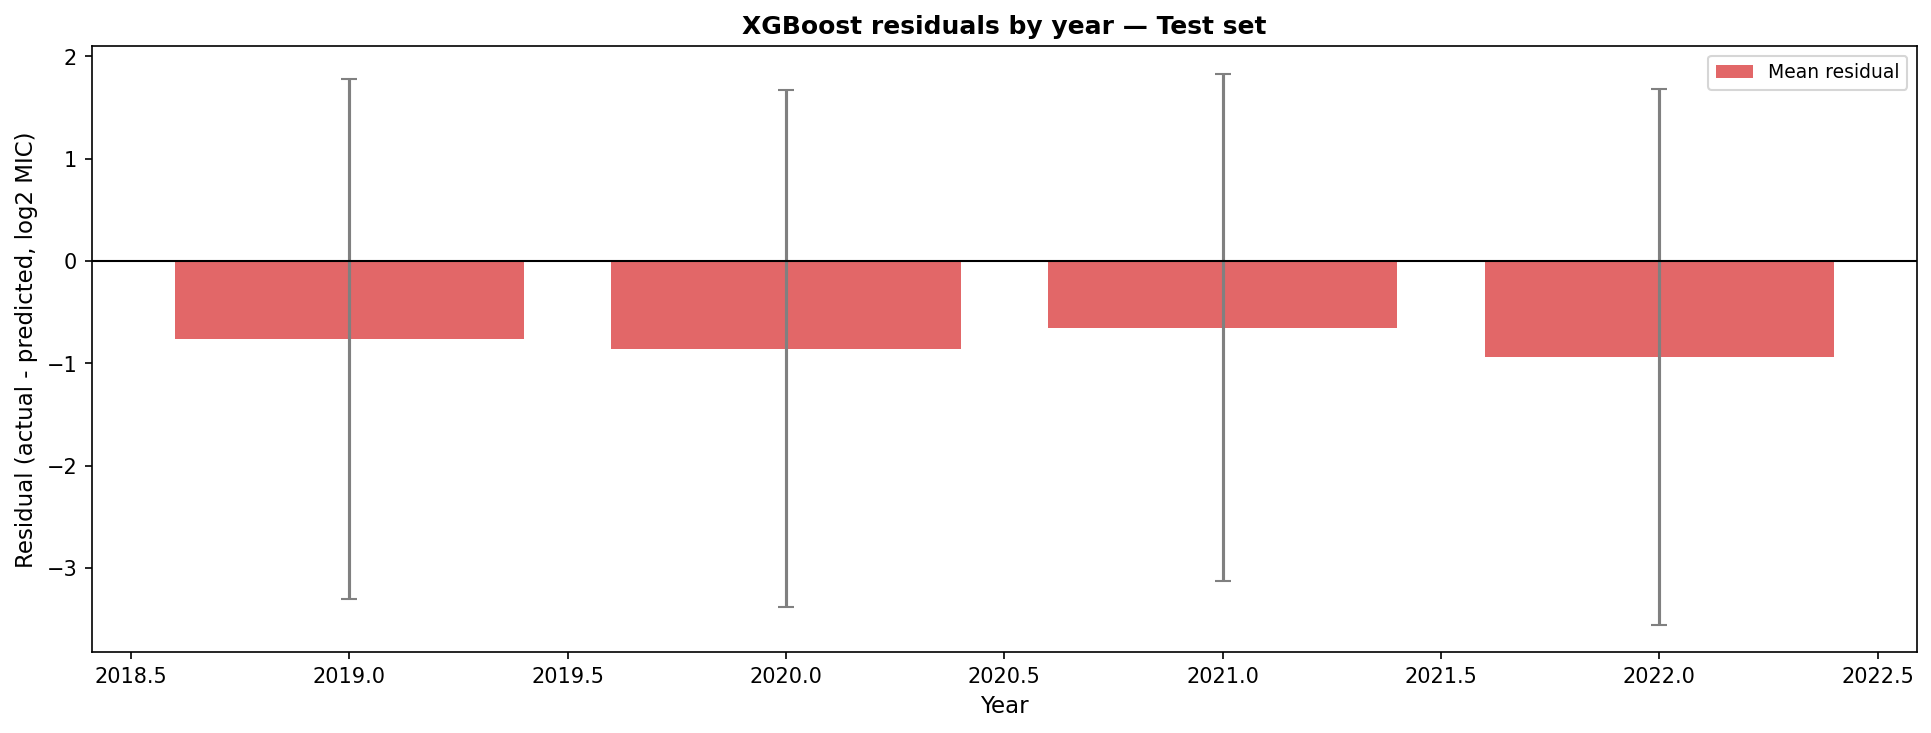 XGBoost residuals by year — Test set
Mean residual
Residual (actual - predicted, log2 MIC)
2
1
0
−1
−2
−3
2018.5 2019.0 2019.5 2020.0 2020.5 2021.0 2021.5 2022.0 2022.5
Year